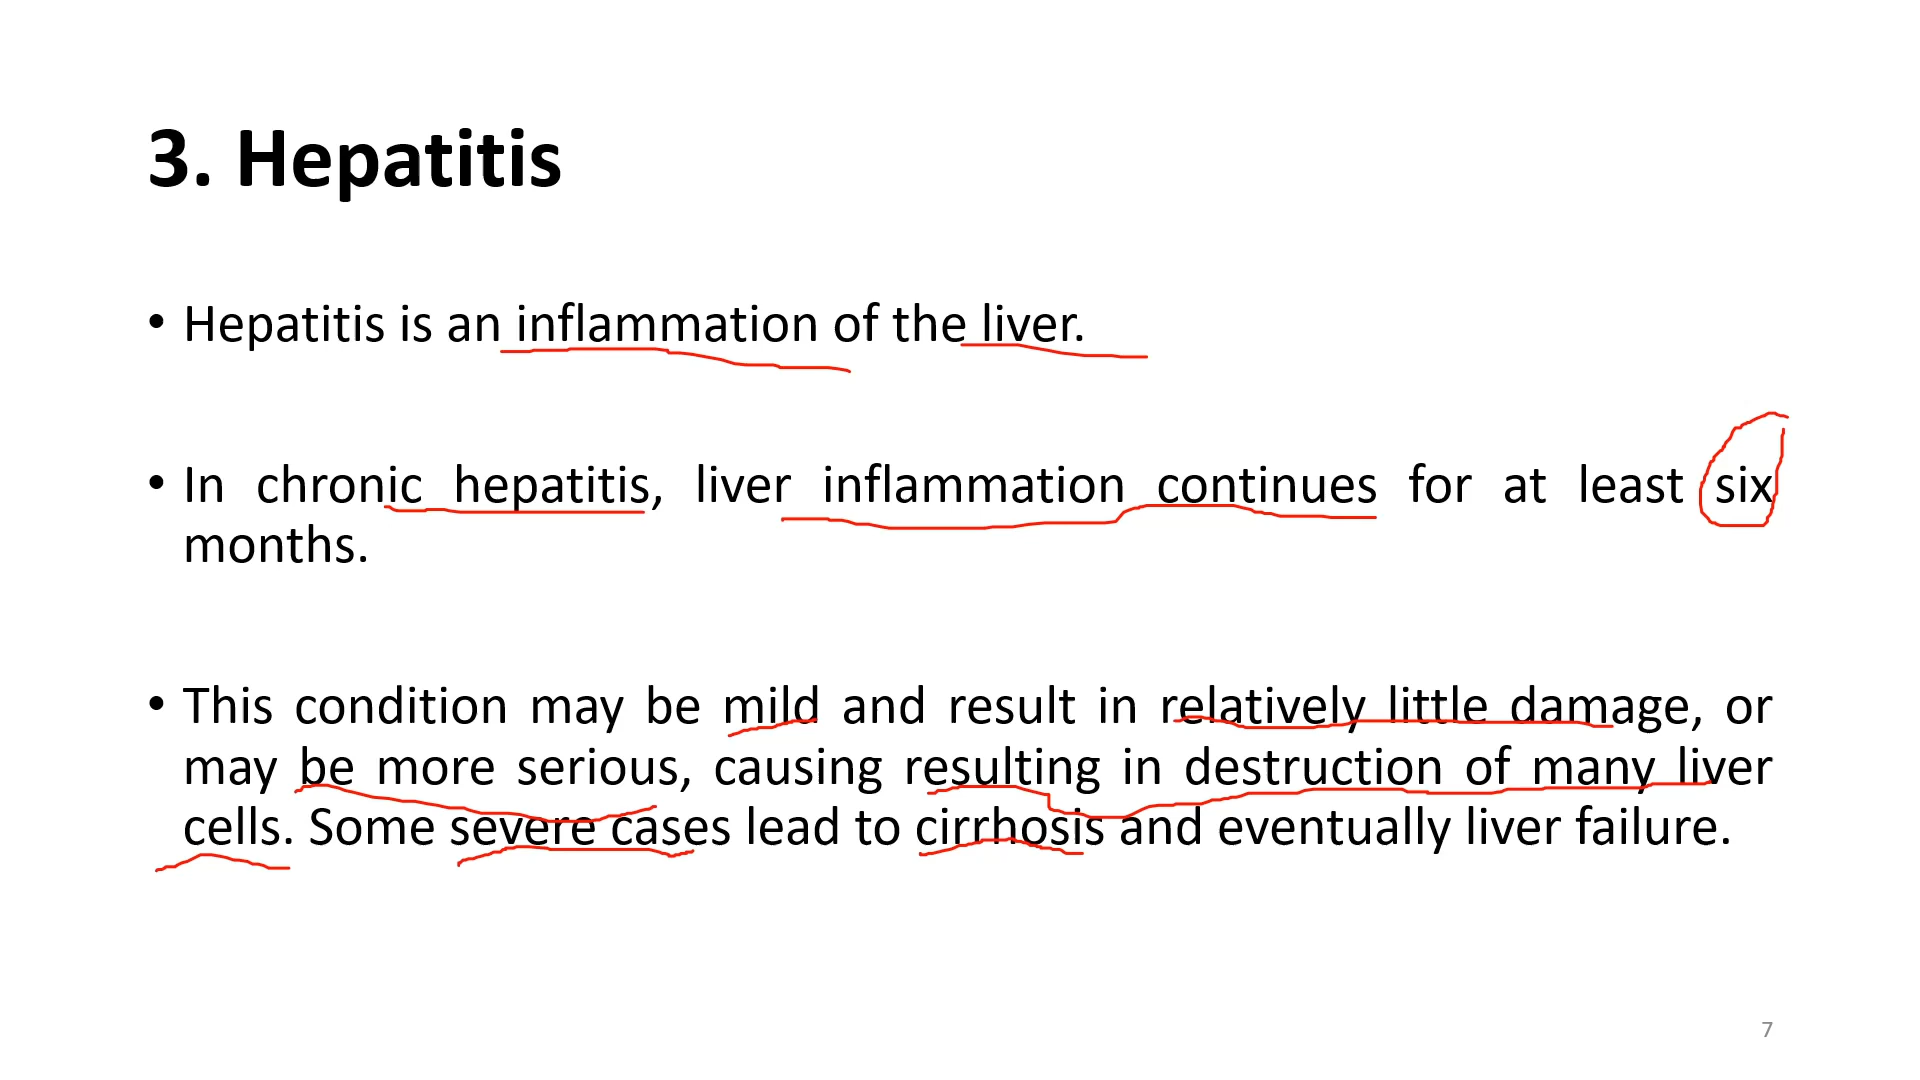 3. Hepatitis
• Hepatitis is an inflammation of the liver.
• In chronic hepatitis, liver inflammation continues for at least six
months.
• This condition may be mild and result in relatively little damage, or
may be more serious, causing resulting in destruction of many liver
cells. Some severe cases lead to cirrhosis and eventually liver failure.
7